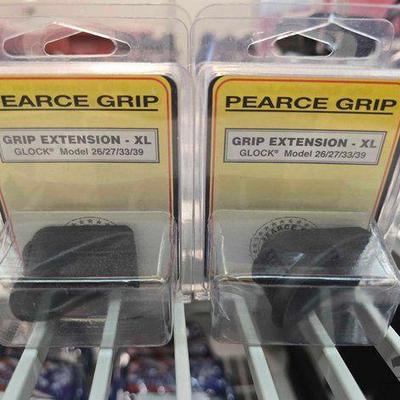 EARCE GRIP
GRIP EXTENSION - XL
GLOCK® Model 26/27/33/39
PEARCE GRIP
GRIP EXTENSION - XL
GLOCK® Model 26/27/33/39
PEARCE